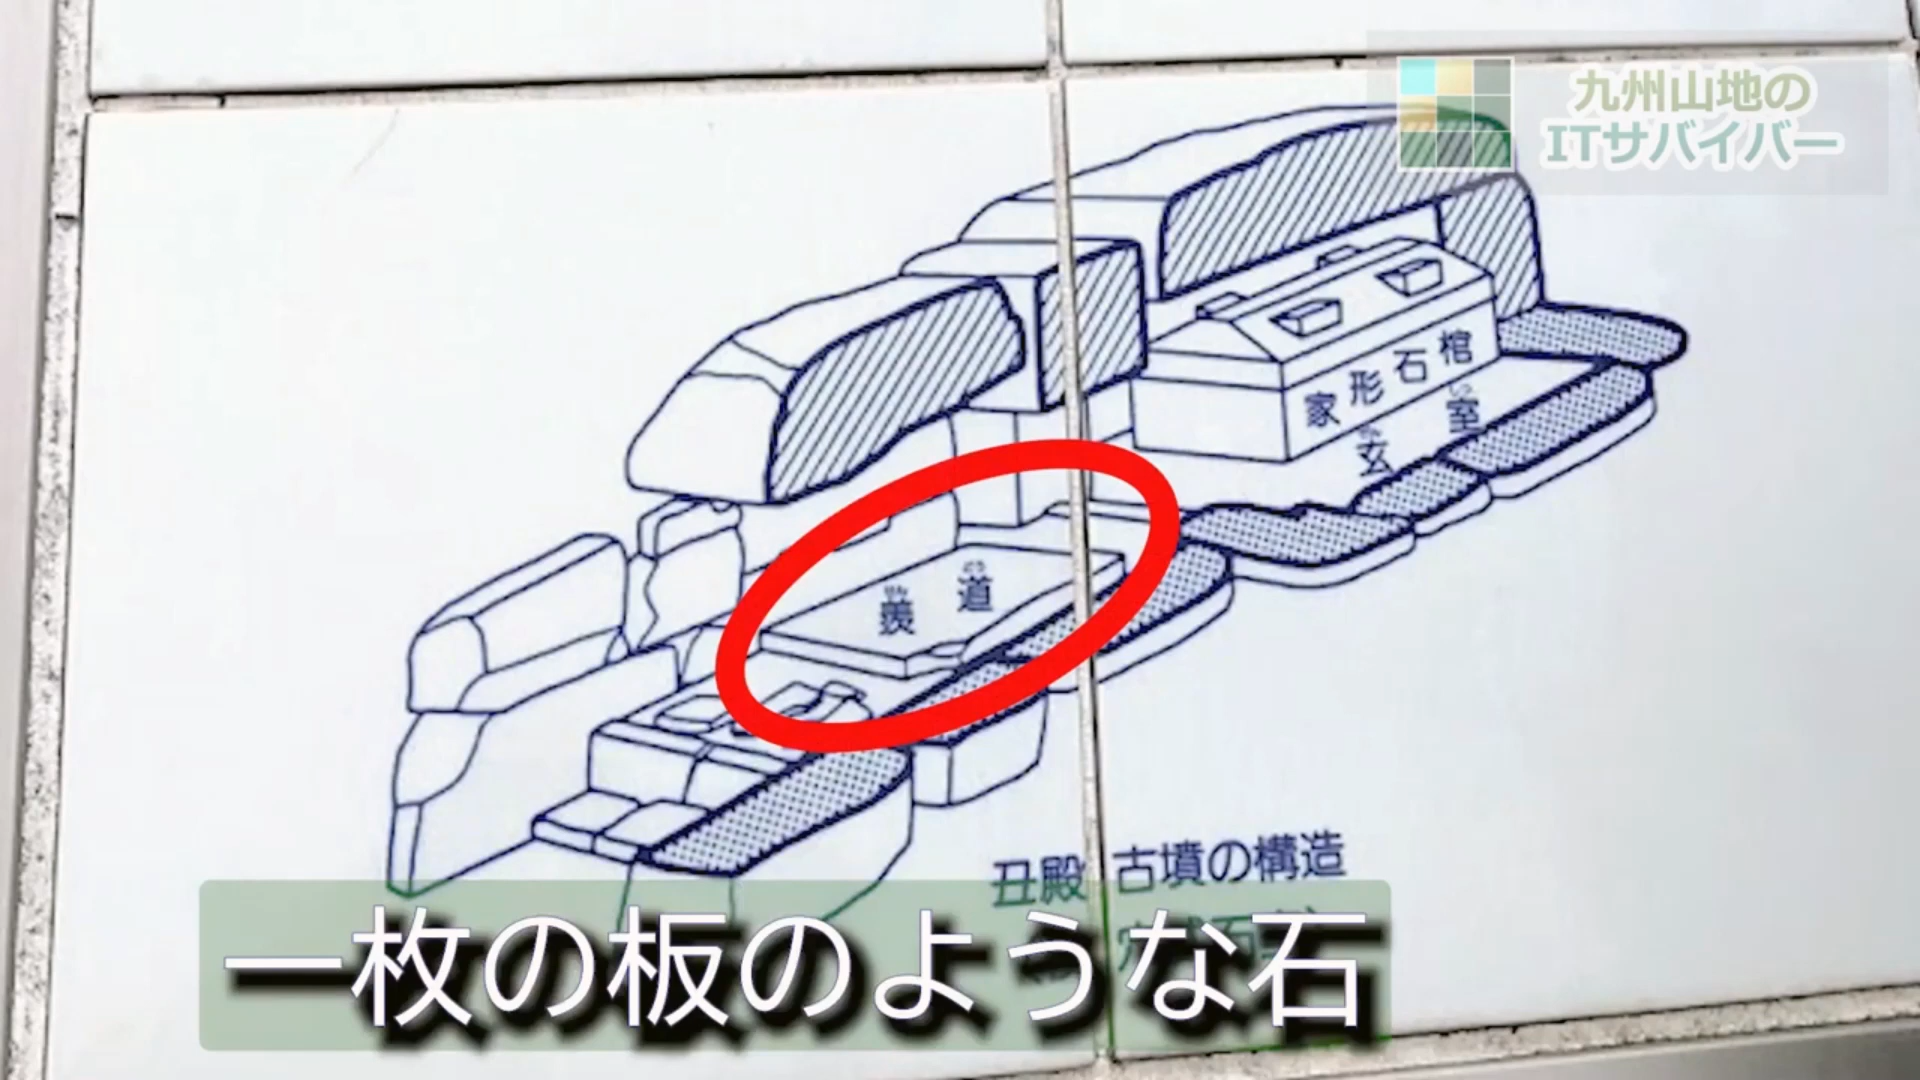 九州山地の
ITサバイバー
家形石棺
玄室
羨道
丑殿古墳の構造
一枚の板のような石